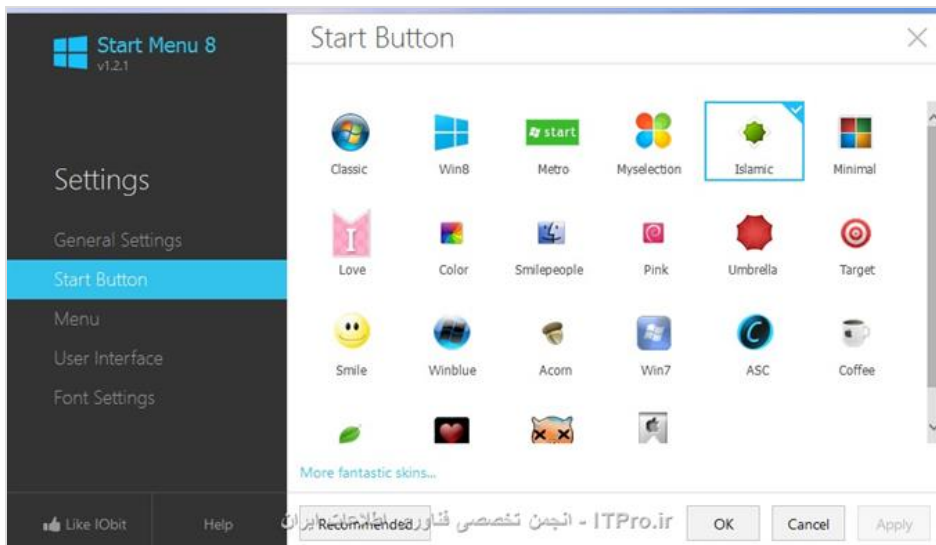 Start Menu 8
v1.2.1
Settings
General Settings
Start Button
Menu
User Interface
Font Settings
Like IObit
Help
Start Button
start
Classic
Win8
Metro
Myselection
Islamic
Minimal
I
Love
Color
Smilepeople
Pink
Umbrella
Target
Smile
Winblue
Acorn
Win7
C
ASC
Coffee
More fantastic skins...
Recommended
ITPro.ir - انجمن تخصصی فناوری اطلاعات ایران
OK
Cancel
Apply